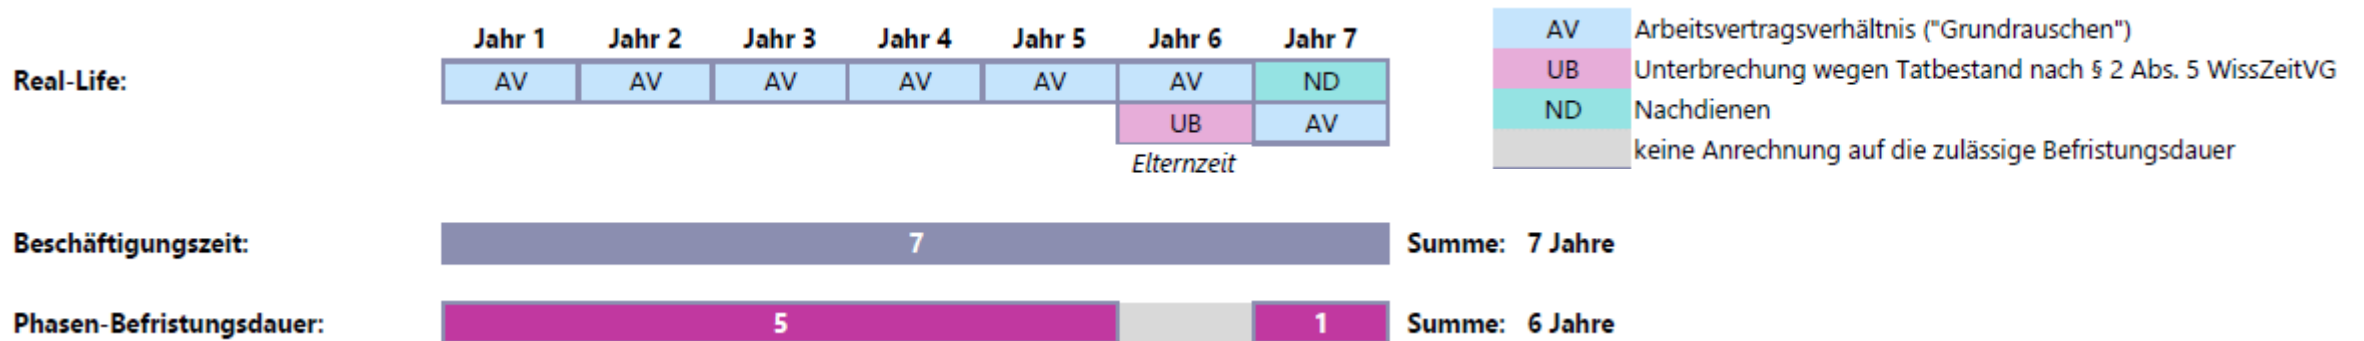 Jahr 1 Jahr 2 Jahr 3 Jahr 4 Jahr 5 Jahr 6 Jahr 7
Real-Life: AV AV AV AV AV AV ND
UB AV
Elternzeit
AV Arbeitsvertragsverhältnis ("Grundrauschen")
UB Unterbrechung wegen Tatbestand nach § 2 Abs. 5 WissZeitVG
ND Nachdienen
keine Anrechnung auf die zulässige Befristungsdauer
Beschäftigungszeit: 7 Summe: 7 Jahre
Phasen-Befristungsdauer: 5 1 Summe: 6 Jahre